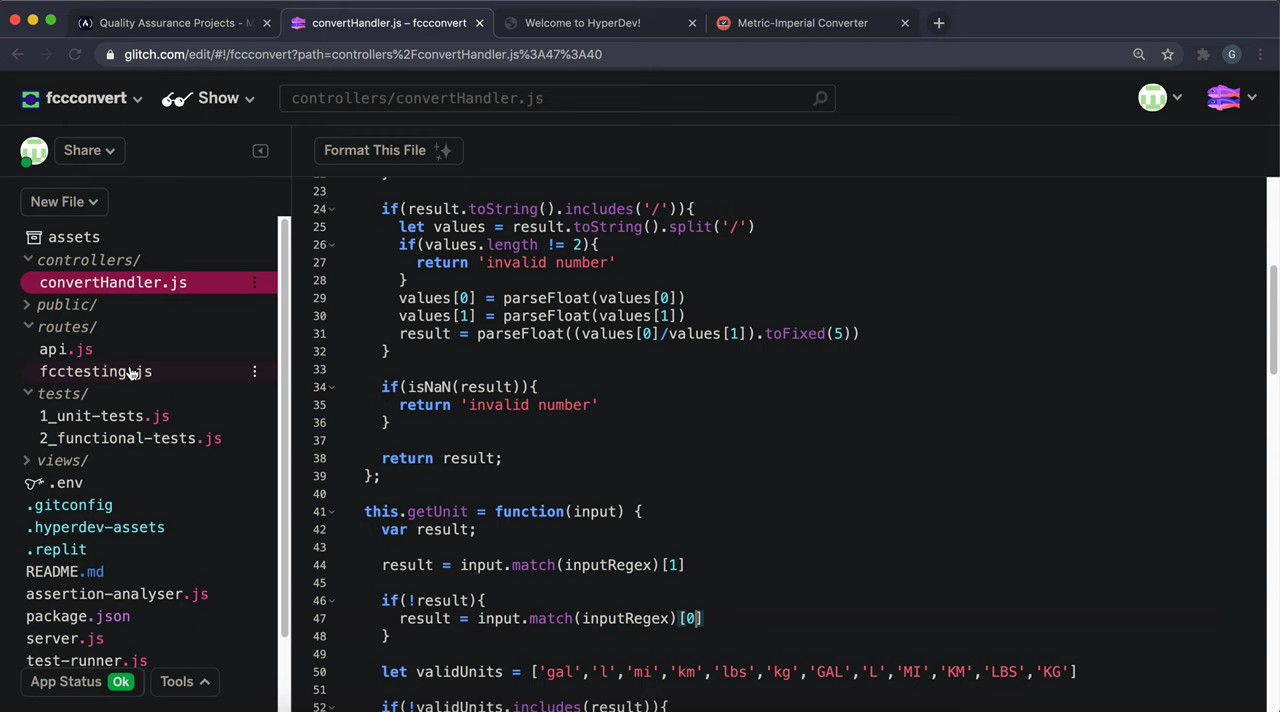 Quality Assurance Projects - M
convertHandler.js – fccconvert
Welcome to HyperDev!
Metric-Imperial Converter
glitch.com/edit/#!/fccconvert?path=controllers%2FconvertHandler.js%3A47%3A40
G
fccconvert
Show
controllers/convertHandler.js
Share
Format This File
New File
assets
controllers/
convertHandler.js
public/
routes/
api.js
fcctesting.js
tests/
1_unit-tests.js
2_functional-tests.js
views/
.env
.gitconfig
.hyperdev-assets
.replit
README.md
assertion-analyser.js
package.json
server.js
test-runner.js
App Status Ok
Tools
23
24 if(result.toString().includes('/')){
25 let values = result.toString().split('/')
26 if(values.length != 2){
27 return 'invalid number'
28 }
29 values[0] = parseFloat(values[0])
30 values[1] = parseFloat(values[1])
31 result = parseFloat((values[0]/values[1]).toFixed(5))
32 }
33
34 if(isNaN(result)){
35 return 'invalid number'
36 }
37
38 return result;
39 };
40
41 this.getUnit = function(input) {
42 var result;
43
44 result = input.match(inputRegex)[1]
45
46 if(!result){
47 result = input.match(inputRegex)[0]
48 }
49
50 let validUnits = ['gal','l','mi','km','lbs','kg','GAL','L','MI','KM','LBS','KG']
51
52 if(!validUnits.includes(result)){